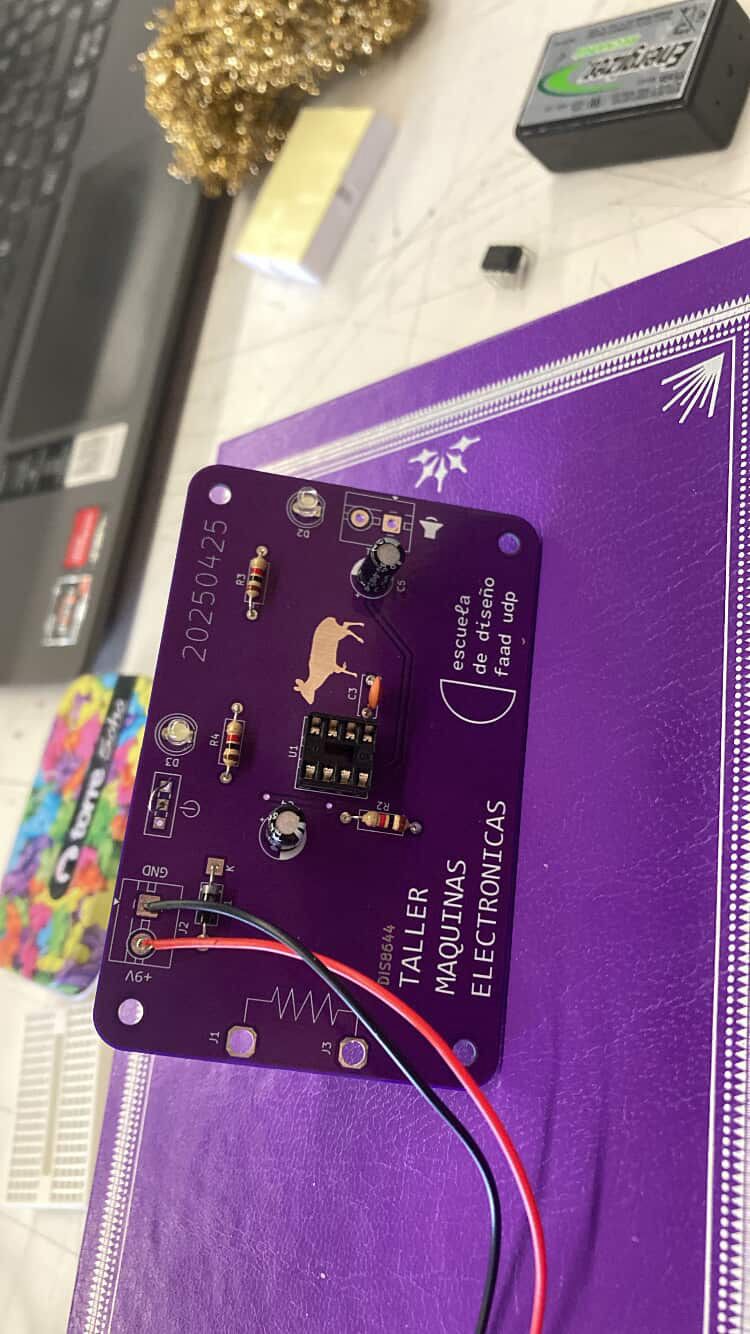 torre
Soho
+9V
GND
J2
D3
20250425
J1
K
R4
R3
U1
D2
J3
R2
C3
C5
DIS8644
TALLER
MAQUINAS
ELECTRONICAS
escuela
de diseño
faad udp
Energizer